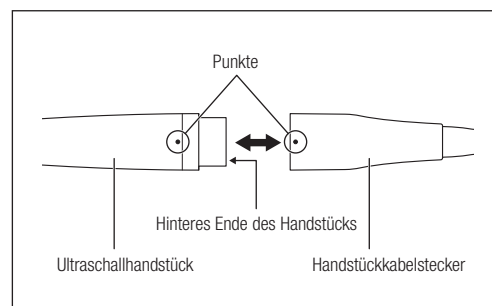 Punkte
Hinteres Ende des Handstücks
Ultraschallhandstück
Handstückkabelstecker